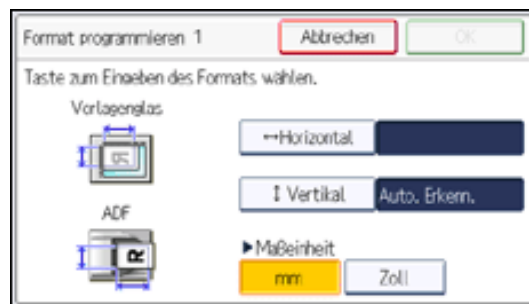 Format programmieren 1
Abbrechen
OK
Taste zum Eingeben des Formats wählen.
Vorlagenglas
↔Horizontal
↕ Vertikal
Auto. Erkenn.
ADF
R
▶Maßeinheit
mm
Zoll